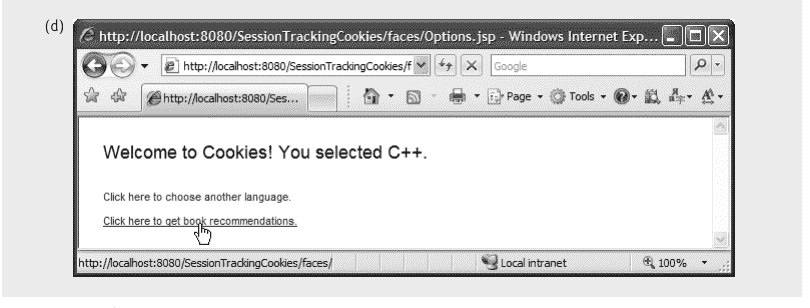 (d)
http://localhost:8080/SessionTrackingCookies/faces/Options.jsp - Windows Internet Exp...
http://localhost:8080/SessionTrackingCookies/f
Google
http://localhost:8080/Ses...
Page
Tools
Welcome to Cookies! You selected C++.
Click here to choose another language.
Click here to get book recommendations.
http://localhost:8080/SessionTrackingCookies/faces/
Local intranet
100%